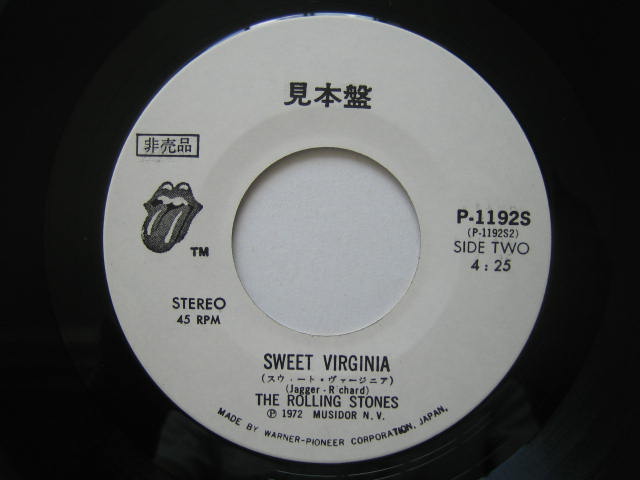 見本盤
非売品
TM
P-1192S
(P-1192S2)
SIDE TWO
4:25
STEREO
45 RPM
SWEET VIRGINIA
(スウィート・ヴァージニア)
(Jagger-Richard)
THE ROLLING STONES
Ⓟ 1972 MUSIDOR N.V.
MADE BY WARNER-PIONEER CORPORATION, JAPAN.